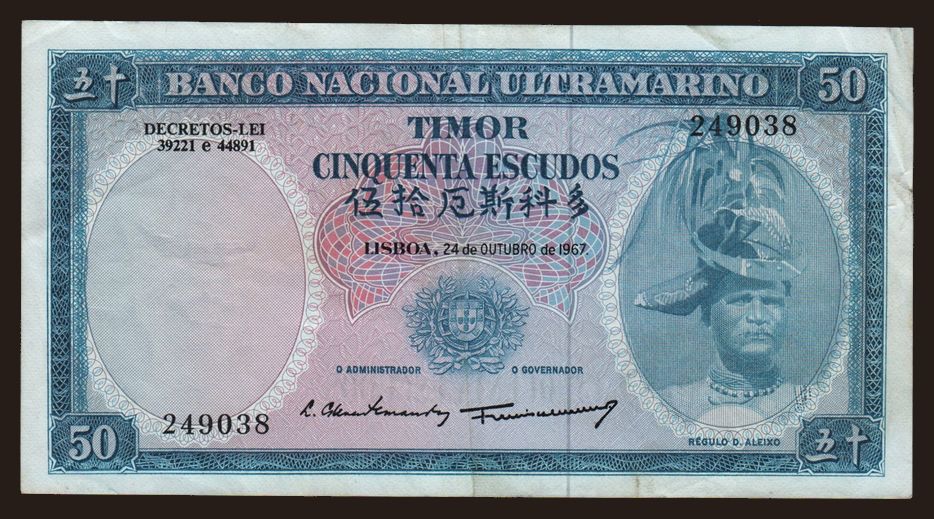 五十 BANCO NACIONAL ULTRAMARINO 50
DECRETOS-LEI
39221 e 44891
TIMOR
249038
CINQUENTA ESCUDOS
伍拾厄斯科多
LISBOA, 24 de OUTUBRO de 1967
O ADMINISTRADOR O GOVERNADOR
249038
RÉGULO D. ALEIXO
50 五十